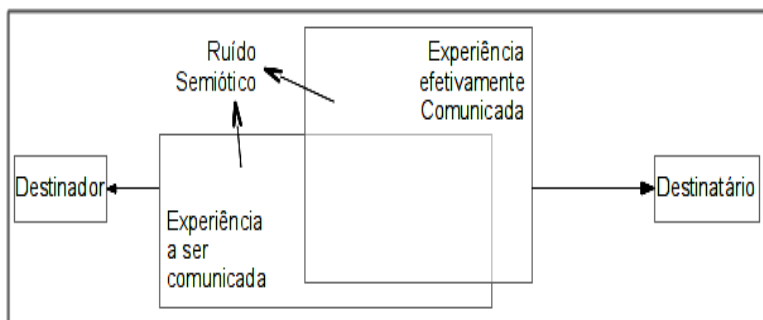 Ruído
Semiótico
Experiência
efetivamente
Comunicada
Destinador
Experiência
a ser
comunicada
Destinatário